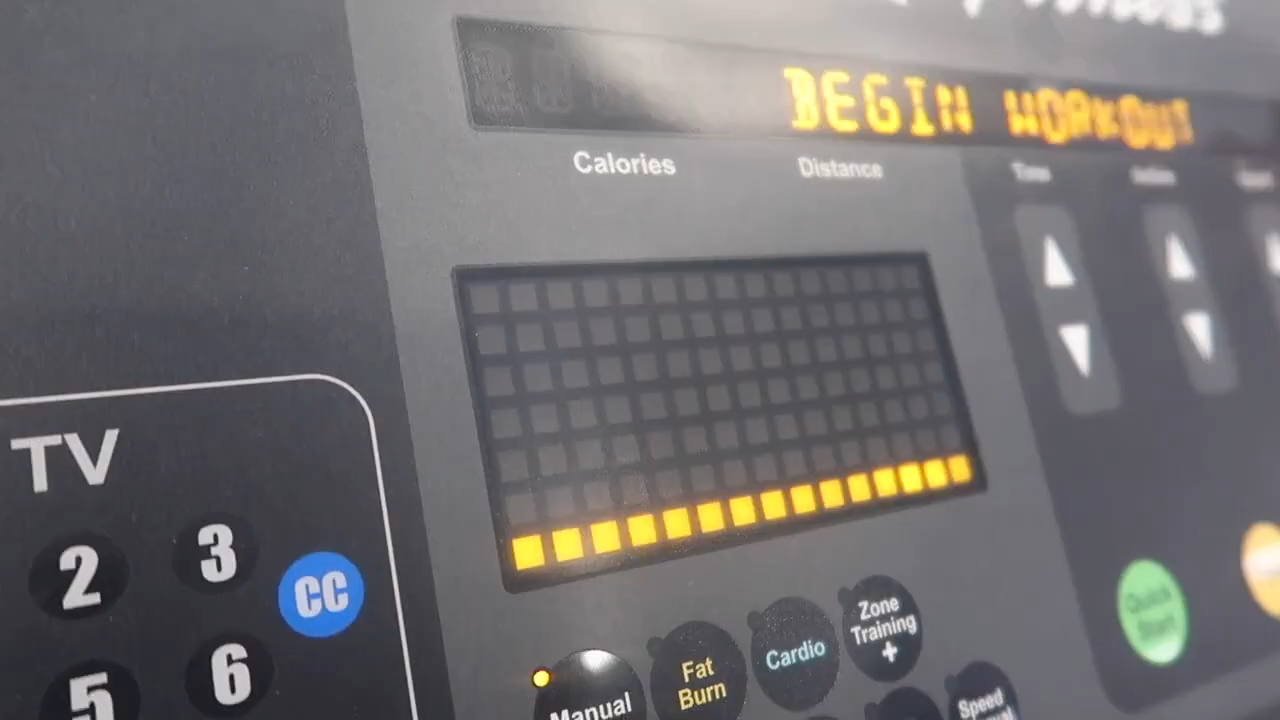 BEGIN WORKOUT
Calories
Distance
Time
TV
2
3
CC
5
6
Manual
Fat
Burn
Cardio
Zone
Training
+
Speed
Quick
Start